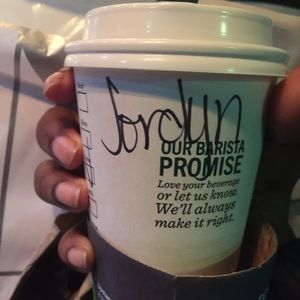 Jordyn
OUR BARISTA
PROMISE
Love your beverage
or let us know.
We'll always
make it right.